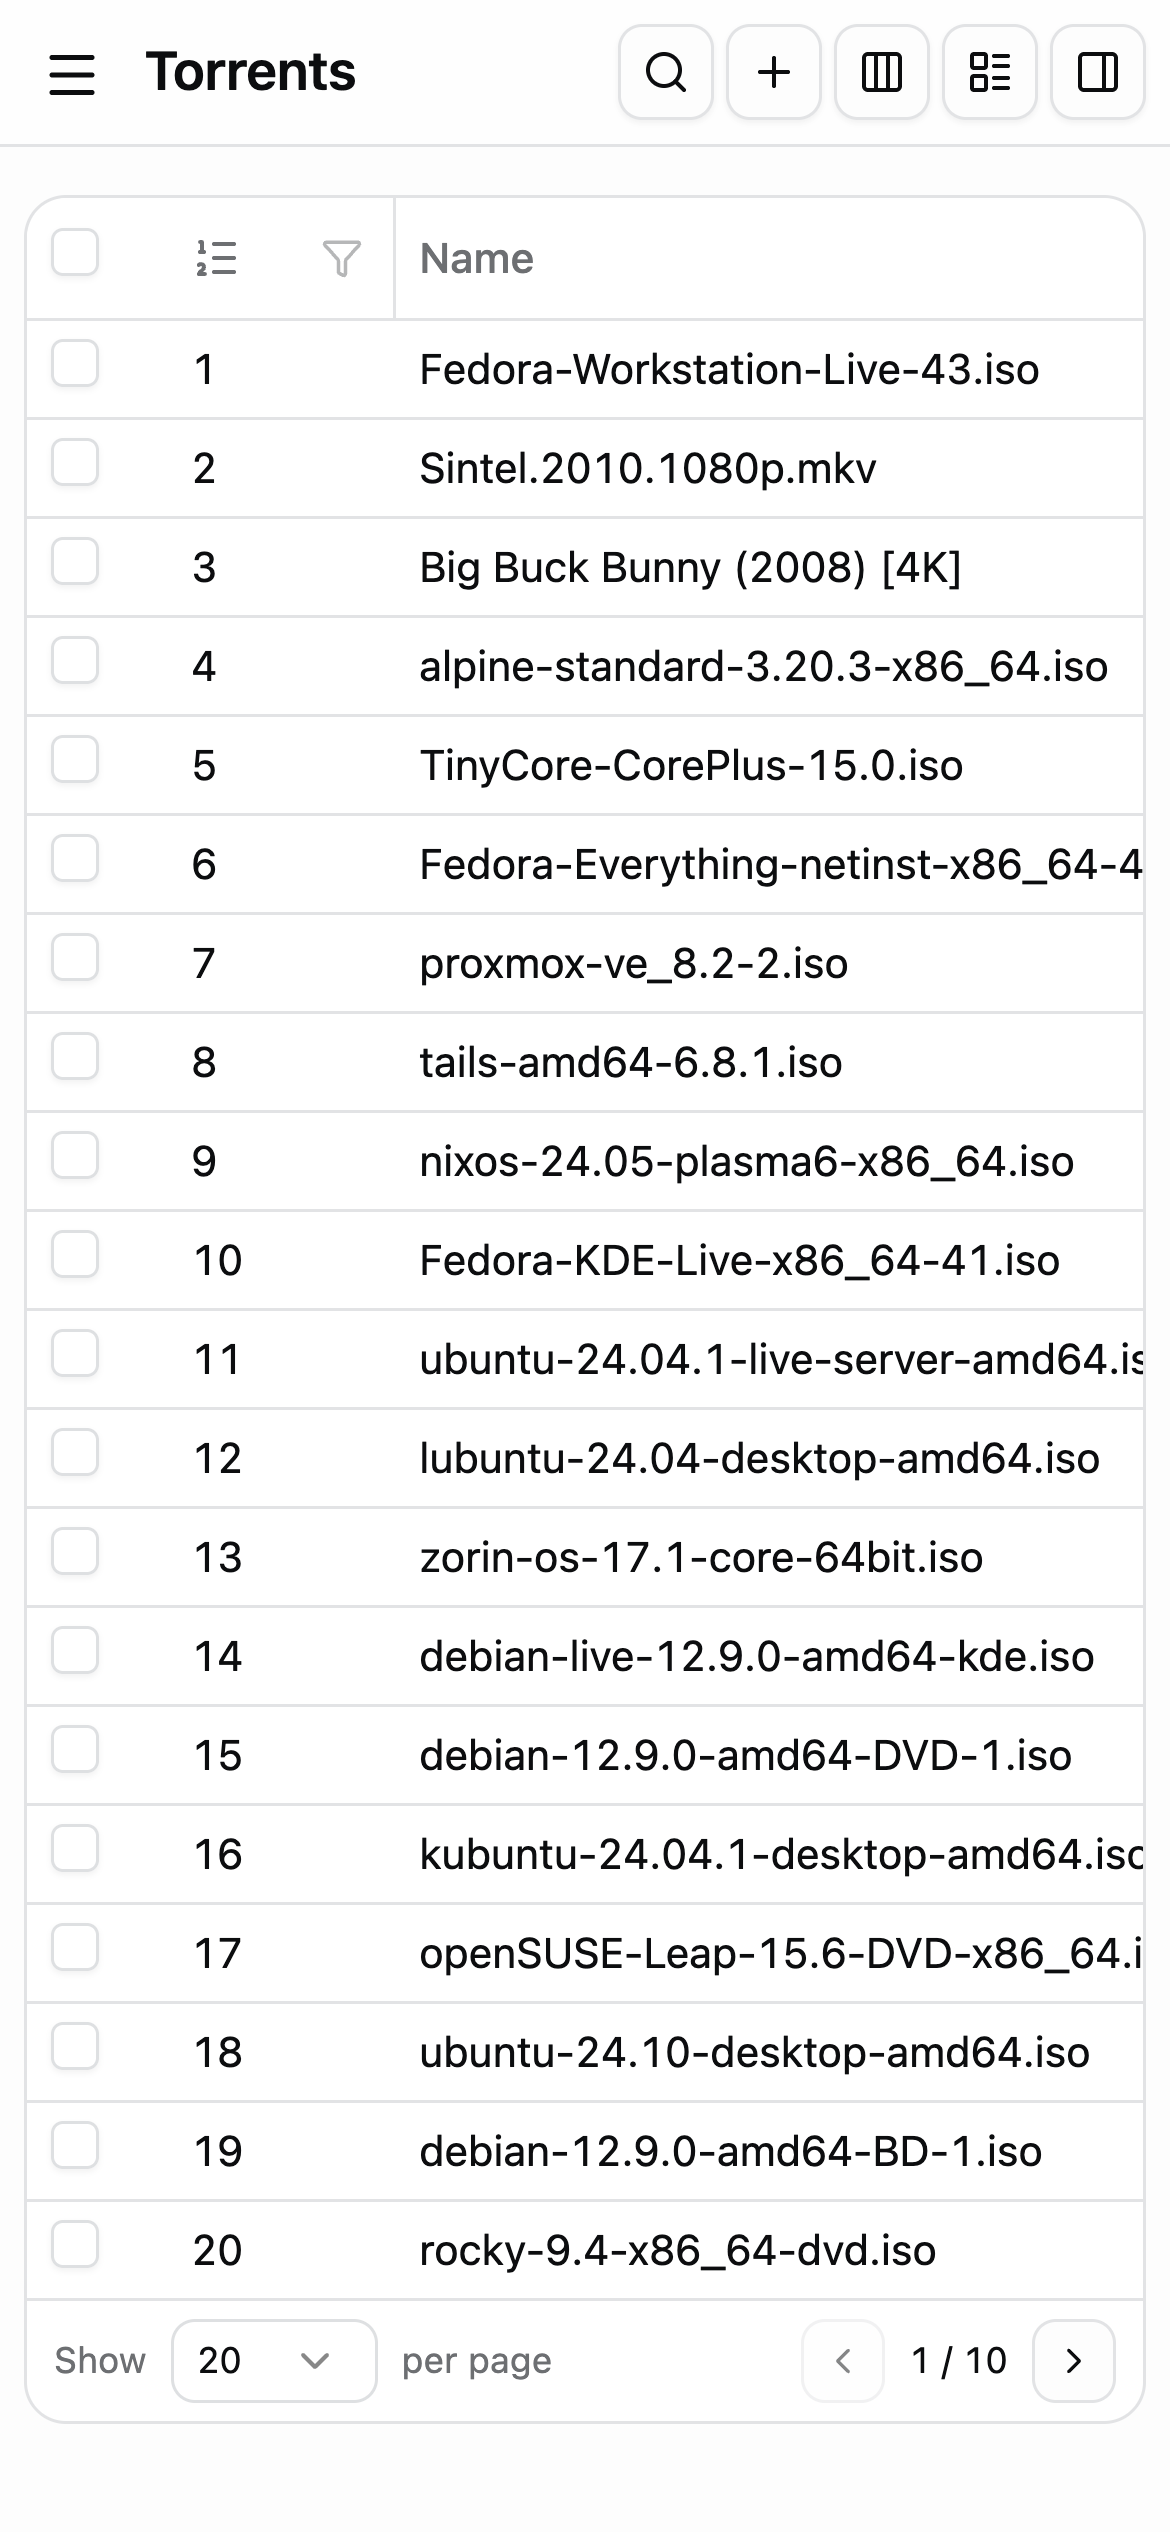 Torrents
Name
1 Fedora-Workstation-Live-43.iso
2 Sintel.2010.1080p.mkv
3 Big Buck Bunny (2008) [4K]
4 alpine-standard-3.20.3-x86_64.iso
5 TinyCore-CorePlus-15.0.iso
6 Fedora-Everything-netinst-x86_64-4
7 proxmox-ve_8.2-2.iso
8 tails-amd64-6.8.1.iso
9 nixos-24.05-plasma6-x86_64.iso
10 Fedora-KDE-Live-x86_64-41.iso
11 ubuntu-24.04.1-live-server-amd64.is
12 lubuntu-24.04-desktop-amd64.iso
13 zorin-os-17.1-core-64bit.iso
14 debian-live-12.9.0-amd64-kde.iso
15 debian-12.9.0-amd64-DVD-1.iso
16 kubuntu-24.04.1-desktop-amd64.iso
17 openSUSE-Leap-15.6-DVD-x86_64.i
18 ubuntu-24.10-desktop-amd64.iso
19 debian-12.9.0-amd64-BD-1.iso
20 rocky-9.4-x86_64-dvd.iso
Show 20 per page 1 / 10